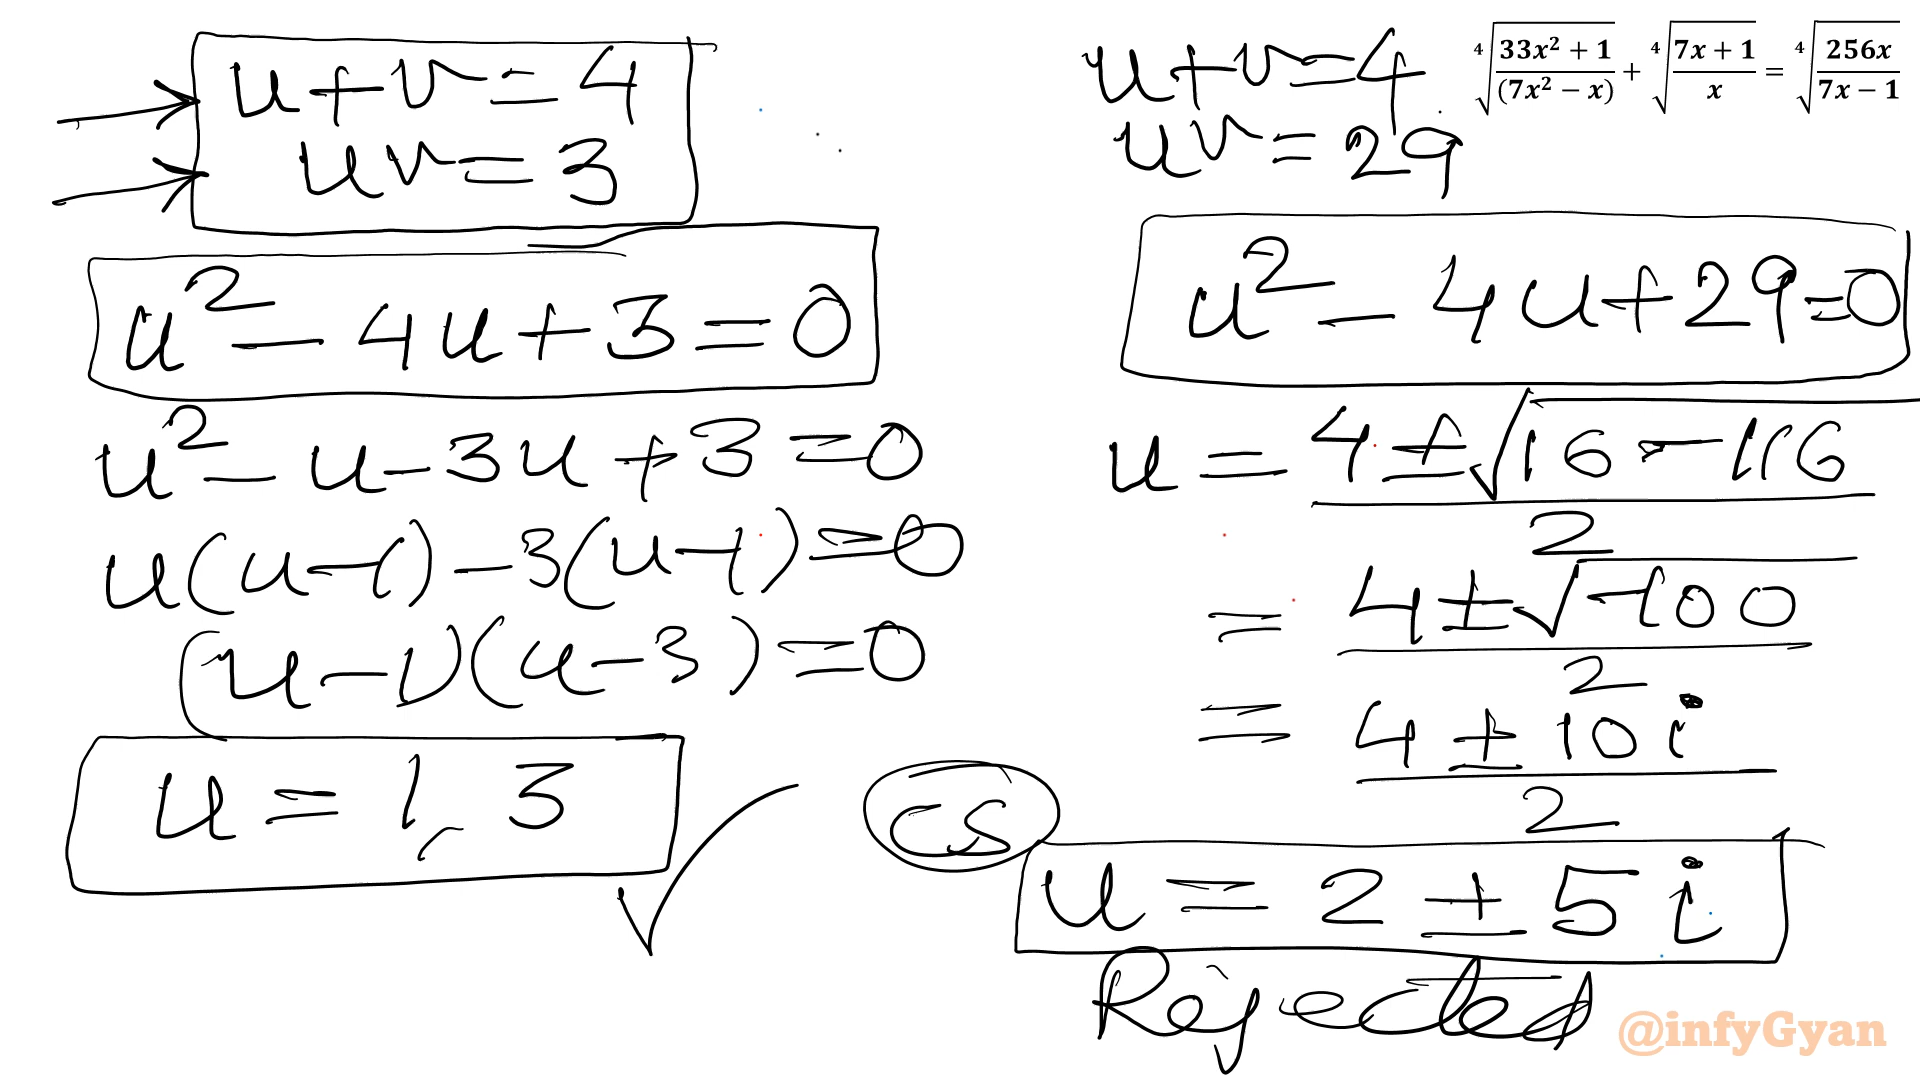 u+v=4
uv=3
u²-4u+3=0
u²-u-3u+3=0
u(u-1)-3(u-1)=0
(u-1)(u-3)=0
u=1,3
u+v=4
uv=29
⁴√((33x²+1)/(7x²-x)) + ⁴√((7x+1)/x) = ⁴√(256x/(7x-1))
u²-4u+29=0
u=(4±√(16-116))/2
=(4±√(-100))/2
=(4±10i)/2
CS
u=2±5i
Rejected
@infyGyan